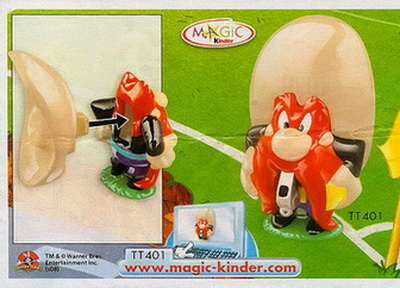 MAGIC
Kinder
TT401
TM & © Warner Bros.
Entertainment Inc.
(s08)
TT401
www.magic-kinder.com